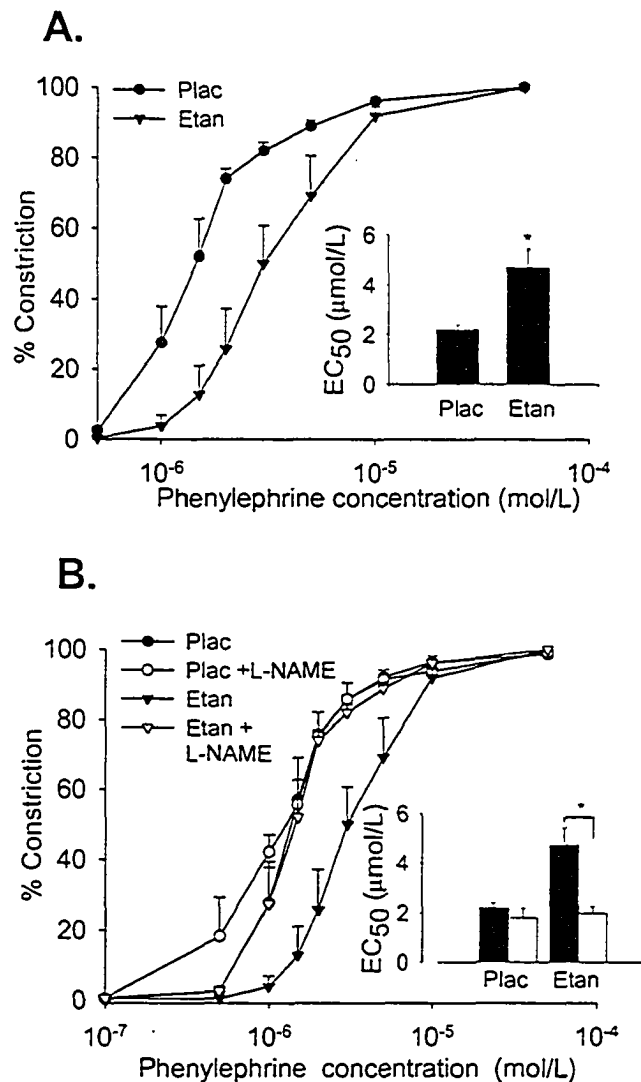 A.
Plac
Etan
% Constriction
100
80
60
40
20
0
10-6
10-5
10-4
Phenylephrine concentration (mol/L)
EC50 (µmol/L)
6
4
2
0
*
Plac
Etan
B.
Plac
Plac +L-NAME
Etan
Etan +
L-NAME
% Constriction
100
80
60
40
20
0
10-7
10-6
10-5
10-4
Phenylephrine concentration (mol/L)
EC50 (µmol/L)
6
4
2
0
*
Plac
Etan